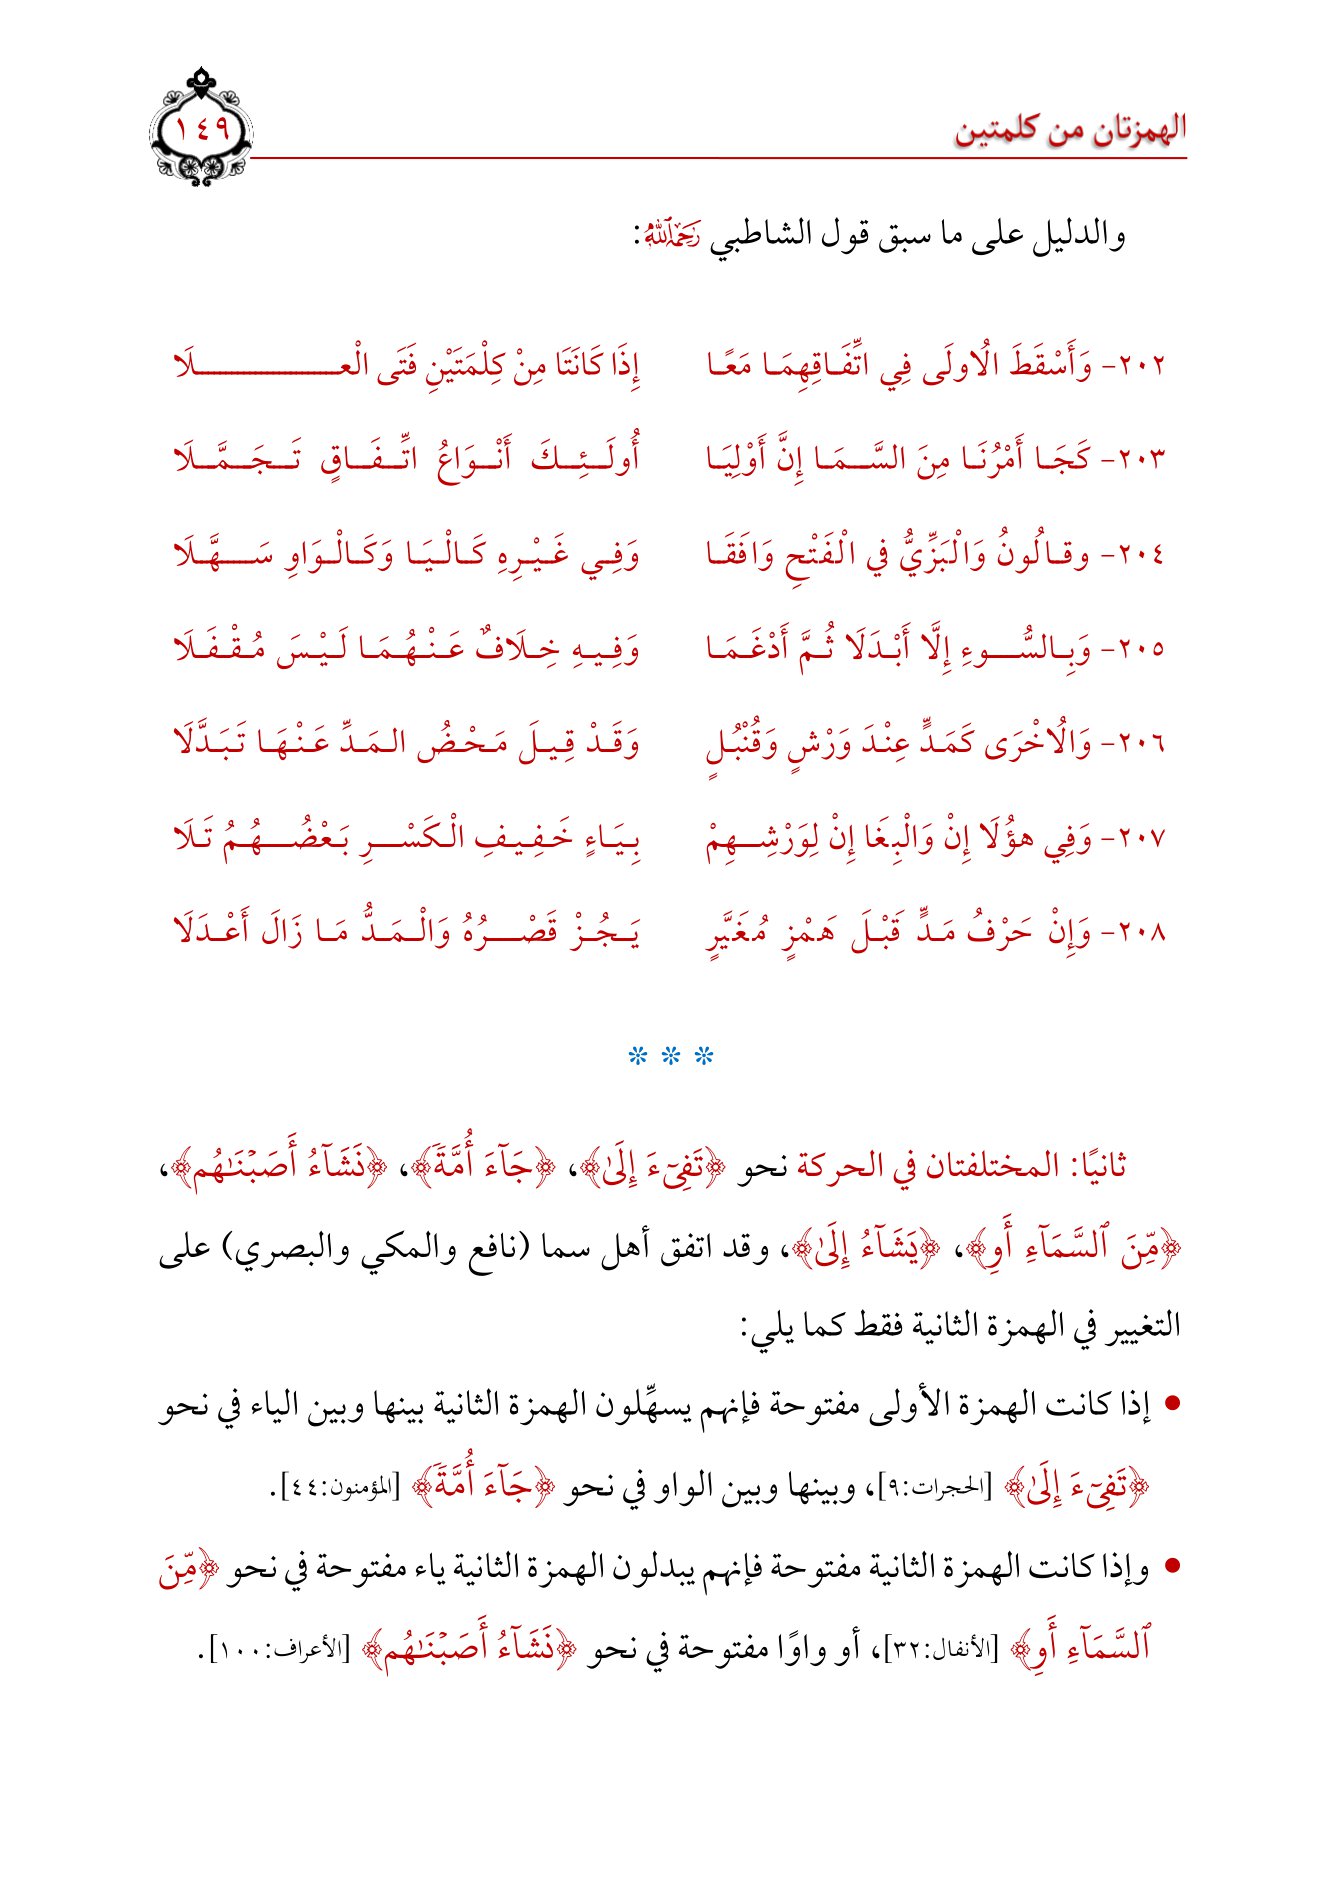 الهمزتان من كلمتين
١٤٩
والدليل على ما سبق قول الشاطبي رَحِمَهُ ٱللَّهُ:
٢٠٢- وَأَسْقَطَ الُاولَى فِي اتِّفَاقِهِمَا مَعًا إِذَا كَانَتَا مِنْ كِلْمَتَيْنِ فَتَى الْعـــــــــــلَا
٢٠٣- كَجَا أَمْرُنَا مِنَ السَّمَا إِنَّ أَوْلِيَا أُولَـئِكَ أَنْوَاعُ اتِّفَاقٍ تَجَمَّلَا
٢٠٤- وقالُونُ وَالْبَزِّيُّ في الْفَتْحِ وَافَقَا وَفِي غَيْرِهِ كَالْيَا وَكَالْوَاوِ سَهَّلَا
٢٠٥- وَبِالسُّوءِ إِلَّا أَبْدَلَا ثُمَّ أَدْغَمَا وَفِيهِ خِلَافٌ عَنْهُمَا لَيْسَ مُقْفَلَا
٢٠٦- وَالُاخْرَى كَمَدٍّ عِنْدَ وَرْشٍ وَقُنْبُلٍ وَقَدْ قِيلَ مَحْضُ المَدِّ عَنْهَا تَبَدَّلَا
٢٠٧- وَفِي هؤُلَا إِنْ وَالْبِغَا إِنْ لِوَرْشِهِمْ بِيَاءٍ خَفِيفِ الْكَسْرِ بَعْضُهُمُ تَلَا
٢٠٨- وَإِنْ حَرْفُ مَدٍّ قَبْلَ هَمْزٍ مُغَيَّرٍ يَجُزْ قَصْرُهُ وَالْمَدُّ مَا زَالَ أَعْدَلَا
* * *
ثانيًا: المختلفتان في الحركة نحو ﴿تَفِيٓءَ إِلَىٰ﴾، ﴿جَآءَ أُمَّةٗ﴾، ﴿نَشَآءُ أَصَبۡنَٰهُم﴾،
﴿مِّنَ ٱلسَّمَآءِ أَوِ﴾، ﴿يَشَآءُ إِلَىٰ﴾، وقد اتفق أهل سما (نافع والمكي والبصري) على
التغيير في الهمزة الثانية فقط كما يلي:
• إذا كانت الهمزة الأولى مفتوحة فإنهم يسهِّلون الهمزة الثانية بينها وبين الياء في نحو
﴿تَفِيٓءَ إِلَىٰ﴾ [الحجرات:٩]، وبينها وبين الواو في نحو ﴿جَآءَ أُمَّةٗ﴾ [المؤمنون:٤٤].
• وإذا كانت الهمزة الثانية مفتوحة فإنهم يبدلون الهمزة الثانية ياء مفتوحة في نحو ﴿مِّنَ
ٱلسَّمَآءِ أَوِ﴾ [الأنفال:٣٢]، أو واوًا مفتوحة في نحو ﴿نَشَآءُ أَصَبۡنَٰهُم﴾ [الأعراف:١٠٠].